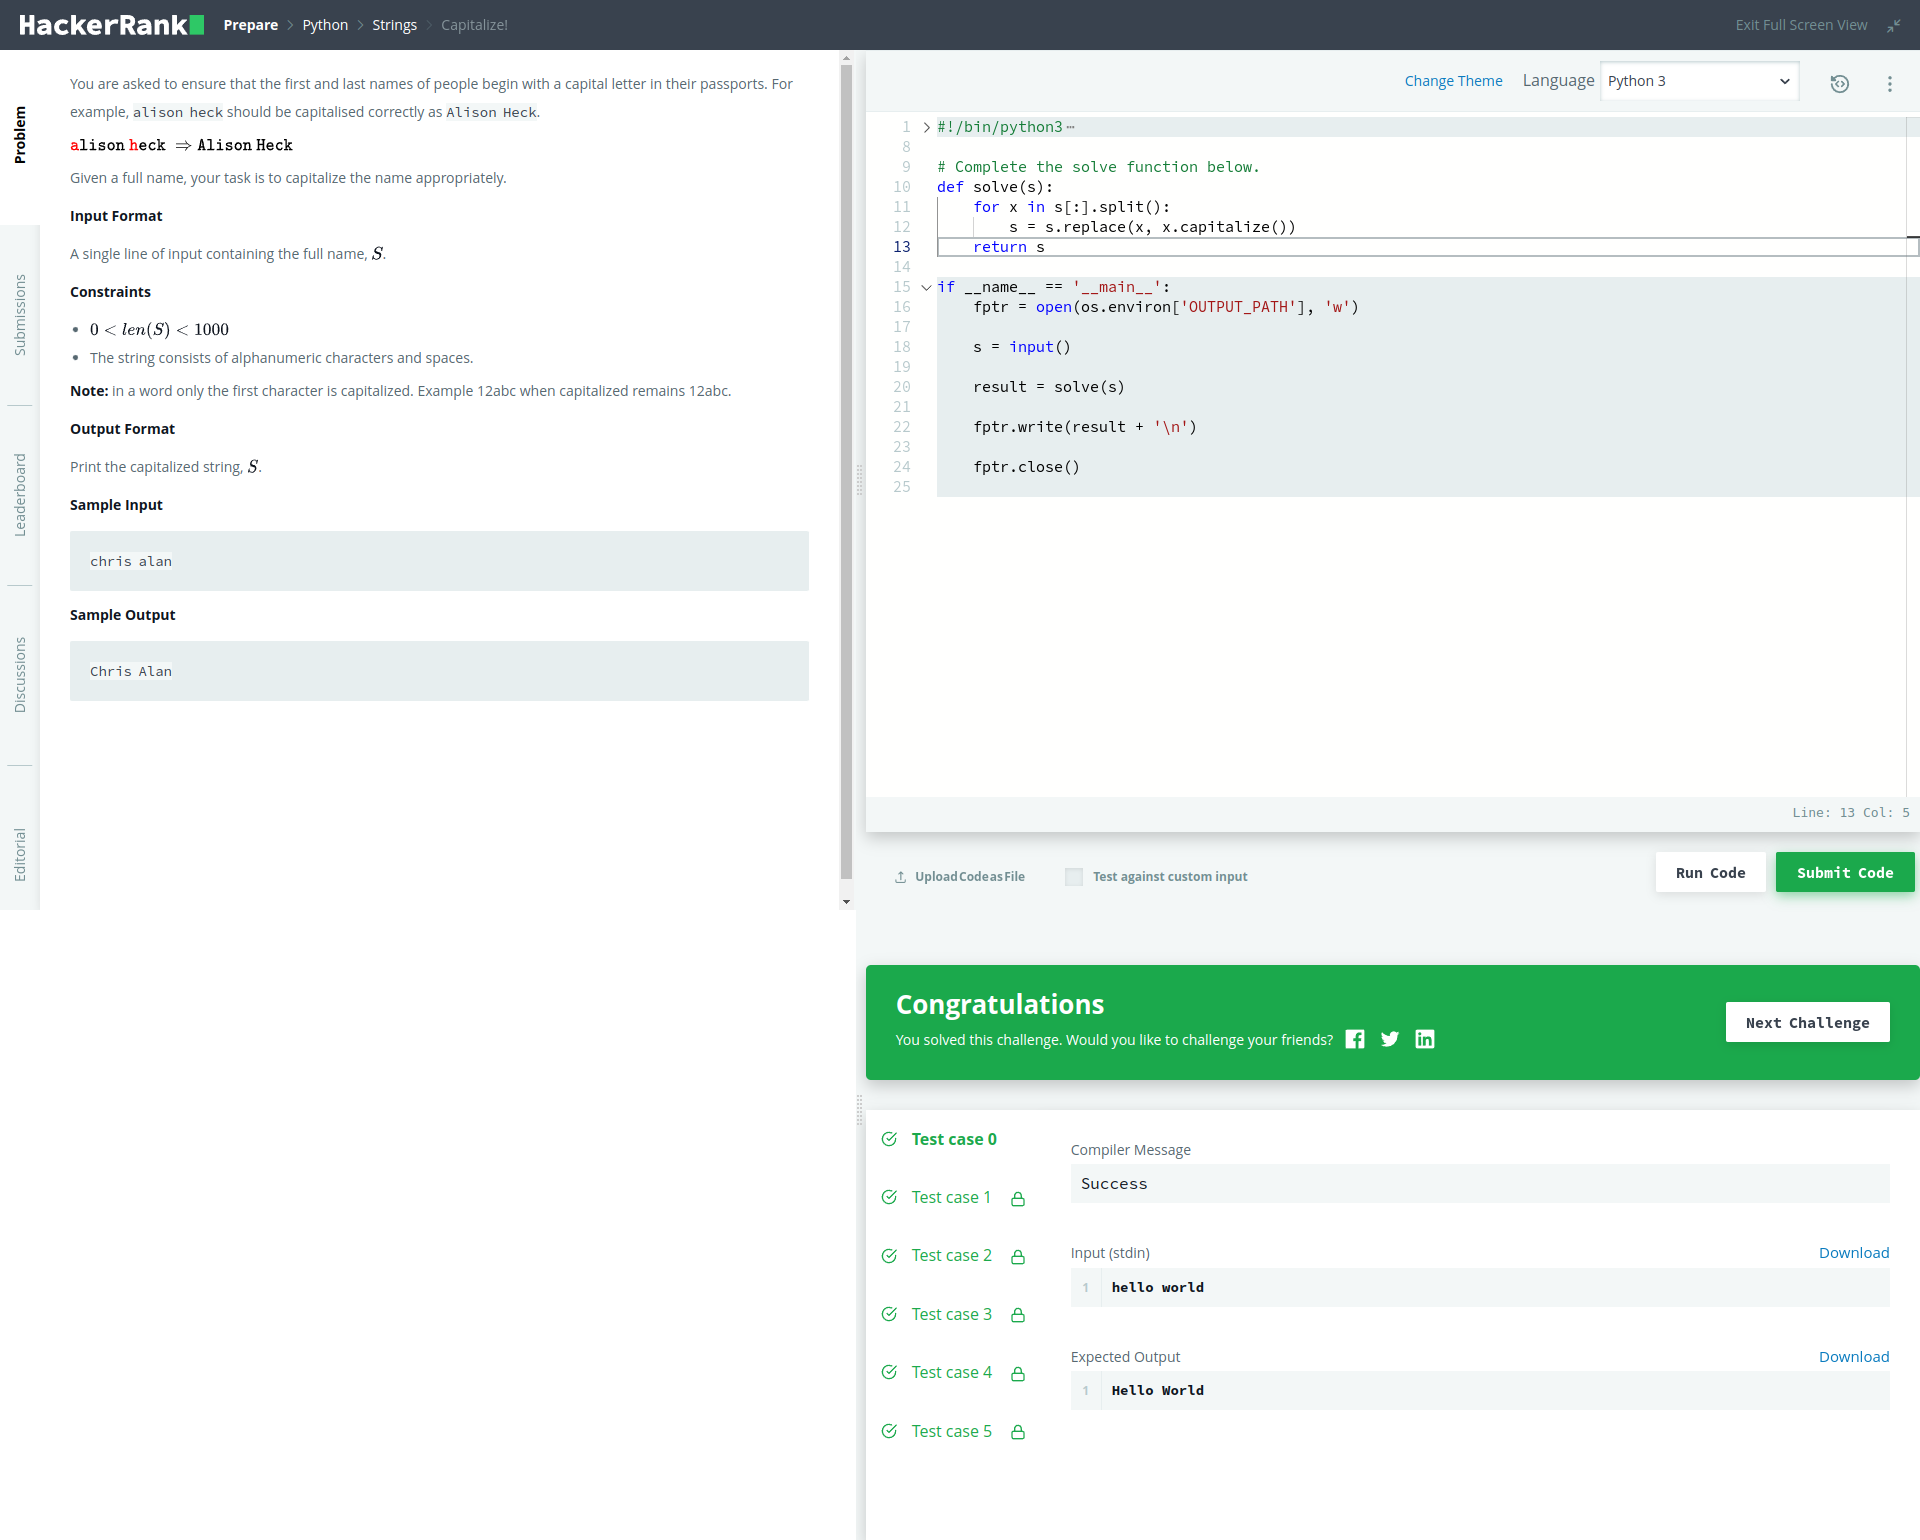 HackerRank
Prepare > Python > Strings > Capitalize!
Exit Full Screen View
Problem
Submissions
Leaderboard
Discussions
Editorial
You are asked to ensure that the first and last names of people begin with a capital letter in their passports. For
example, alison heck should be capitalised correctly as Alison Heck.
alison heck ⇒ Alison Heck
Given a full name, your task is to capitalize the name appropriately.
Input Format
A single line of input containing the full name, S.
Constraints
• 0 < len(S) < 1000
• The string consists of alphanumeric characters and spaces.
Note: in a word only the first character is capitalized. Example 12abc when capitalized remains 12abc.
Output Format
Print the capitalized string, S.
Sample Input
chris alan
Sample Output
Chris Alan
Change Theme Language Python 3
1 #!/bin/python3⋯
8
9 # Complete the solve function below.
10 def solve(s):
11     for x in s[:].split():
12         s = s.replace(x, x.capitalize())
13     return s
14
15 if __name__ == '__main__':
16     fptr = open(os.environ['OUTPUT_PATH'], 'w')
17
18     s = input()
19
20     result = solve(s)
21
22     fptr.write(result + '\n')
23
24     fptr.close()
25
Line: 13 Col: 5
Upload Code as File
Test against custom input
Run Code
Submit Code
Congratulations
You solved this challenge. Would you like to challenge your friends?
Next Challenge
Test case 0
Test case 1
Test case 2
Test case 3
Test case 4
Test case 5
Compiler Message
Success
Input (stdin)
Download
1 hello world
Expected Output
Download
1 Hello World